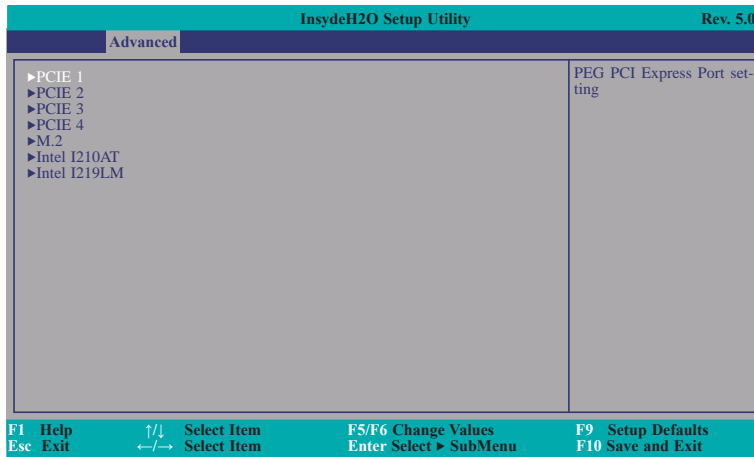 InsydeH2O Setup Utility Rev. 5.0
Advanced
▶PCIE 1
▶PCIE 2
▶PCIE 3
▶PCIE 4
▶M.2
▶Intel I210AT
▶Intel I219LM
PEG PCI Express Port set-
ting
F1 Help ↑/↓ Select Item F5/F6 Change Values F9 Setup Defaults
Esc Exit ←/→ Select Item Enter Select ▶ SubMenu F10 Save and Exit